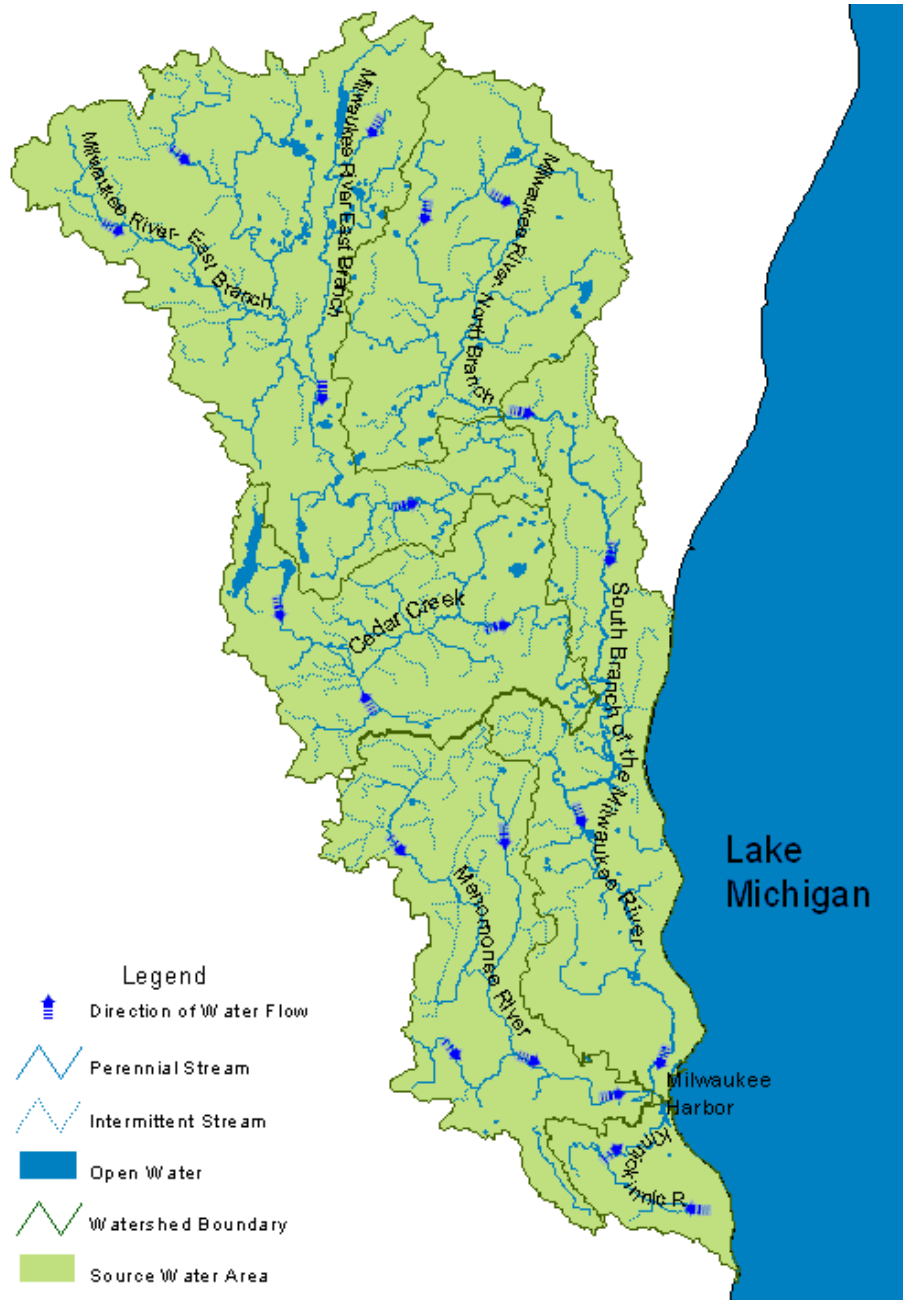 Milwaukee River East Branch
Milwaukee River- East Branch
Milwaukee River North Branch
Cedar Creek
South Branch of the Milwaukee River
Menomonee River
Lake
Michigan
Milwaukee
Harbor
Kinnickinnic R.
Legend
Direction of Water Flow
Perennial Stream
Intermittent Stream
Open Water
Watershed Boundary
Source Water Area